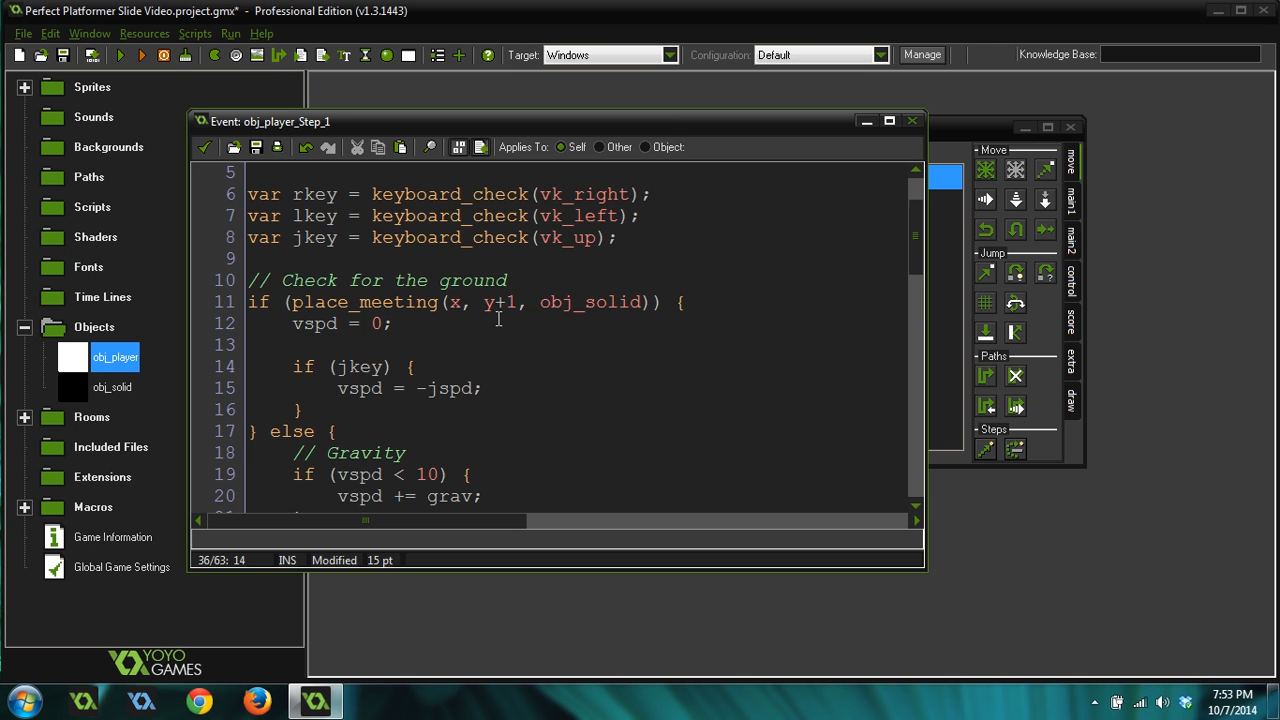 Perfect Platformer Slide Video.project.gmx* - Professional Edition (v1.3.1443)
File Edit Window Resources Scripts Run Help
Target: Windows Configuration: Default Manage Knowledge Base:
Sprites
Sounds
Backgrounds
Paths
Scripts
Shaders
Fonts
Time Lines
Objects
obj_player
obj_solid
Rooms
Included Files
Extensions
Macros
Game Information
Global Game Settings
YOYO
GAMES
Event: obj_player_Step_1
Applies To: Self Other Object:
5
6 var rkey = keyboard_check(vk_right);
7 var lkey = keyboard_check(vk_left);
8 var jkey = keyboard_check(vk_up);
9
10 // Check for the ground
11 if (place_meeting(x, y+1, obj_solid)) {
12 vspd = 0;
13
14 if (jkey) {
15 vspd = -jspd;
16 }
17 } else {
18 // Gravity
19 if (vspd < 10) {
20 vspd += grav;
36/63: 14 INS Modified 15 pt
Move
Jump
Paths
Steps
move
main1
main2
control
score
extra
draw
7:53 PM
10/7/2014